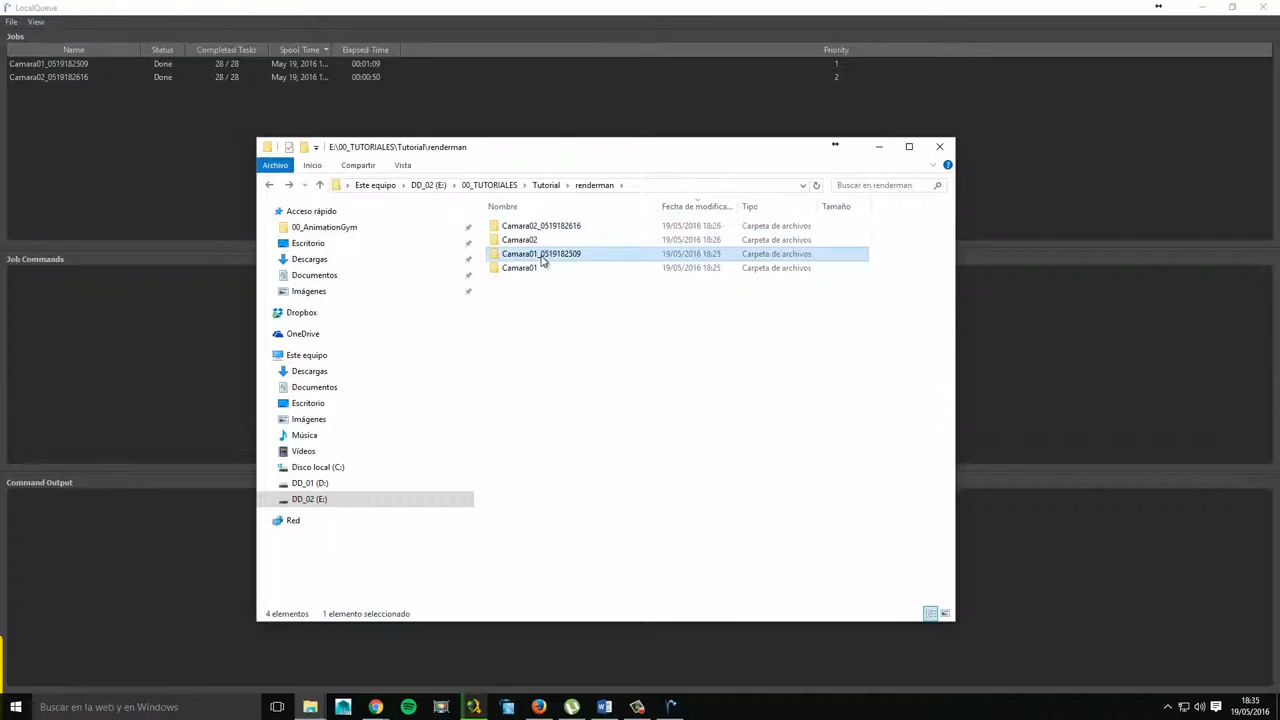 LocalQueue
File View
Jobs
Name Status Completed Tasks Spool Time Elapsed Time Priority
Camara01_0519182509 Done 28 / 28 May 19, 2016 1... 00:01:09 1
Camara02_0519182616 Done 28 / 28 May 19, 2016 1... 00:00:50 2
E:\00_TUTORIALES\Tutorial\renderman
Archivo Inicio Compartir Vista
Este equipo DD_02 (E:) 00_TUTORIALES Tutorial renderman Buscar en renderman
Nombre Fecha de modifica... Tipo Tamaño
Camara02_0519182616 19/05/2016 18:26 Carpeta de archivos
Camara02 19/05/2016 18:26 Carpeta de archivos
Camara01_0519182509 19/05/2016 18:25 Carpeta de archivos
Camara01 19/05/2016 18:25 Carpeta de archivos
Acceso rápido
00_AnimationGym
Escritorio
Descargas
Documentos
Imágenes
Dropbox
OneDrive
Este equipo
Descargas
Documentos
Escritorio
Imágenes
Música
Vídeos
Disco local (C:)
DD_01 (D:)
DD_02 (E:)
Red
4 elementos 1 elemento seleccionado
Job Commands
Command Output
Buscar en la web y en Windows
18:35
19/05/2016